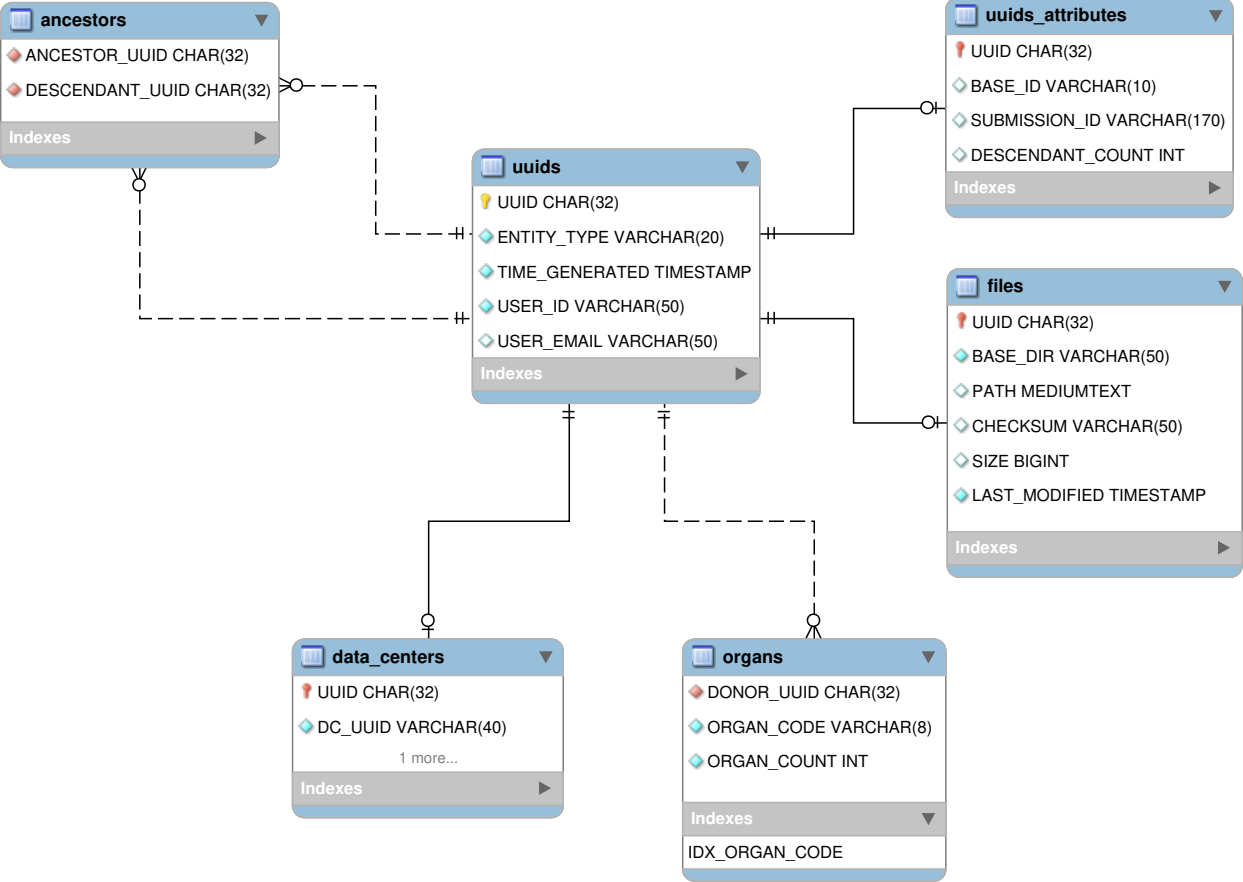 ancestors
ANCESTOR_UUID CHAR(32)
DESCENDANT_UUID CHAR(32)
Indexes
uuids
UUID CHAR(32)
ENTITY_TYPE VARCHAR(20)
TIME_GENERATED TIMESTAMP
USER_ID VARCHAR(50)
USER_EMAIL VARCHAR(50)
Indexes
uuids_attributes
UUID CHAR(32)
BASE_ID VARCHAR(10)
SUBMISSION_ID VARCHAR(170)
DESCENDANT_COUNT INT
Indexes
files
UUID CHAR(32)
BASE_DIR VARCHAR(50)
PATH MEDIUMTEXT
CHECKSUM VARCHAR(50)
SIZE BIGINT
LAST_MODIFIED TIMESTAMP
Indexes
data_centers
UUID CHAR(32)
DC_UUID VARCHAR(40)
1 more...
Indexes
organs
DONOR_UUID CHAR(32)
ORGAN_CODE VARCHAR(8)
ORGAN_COUNT INT
Indexes
IDX_ORGAN_CODE